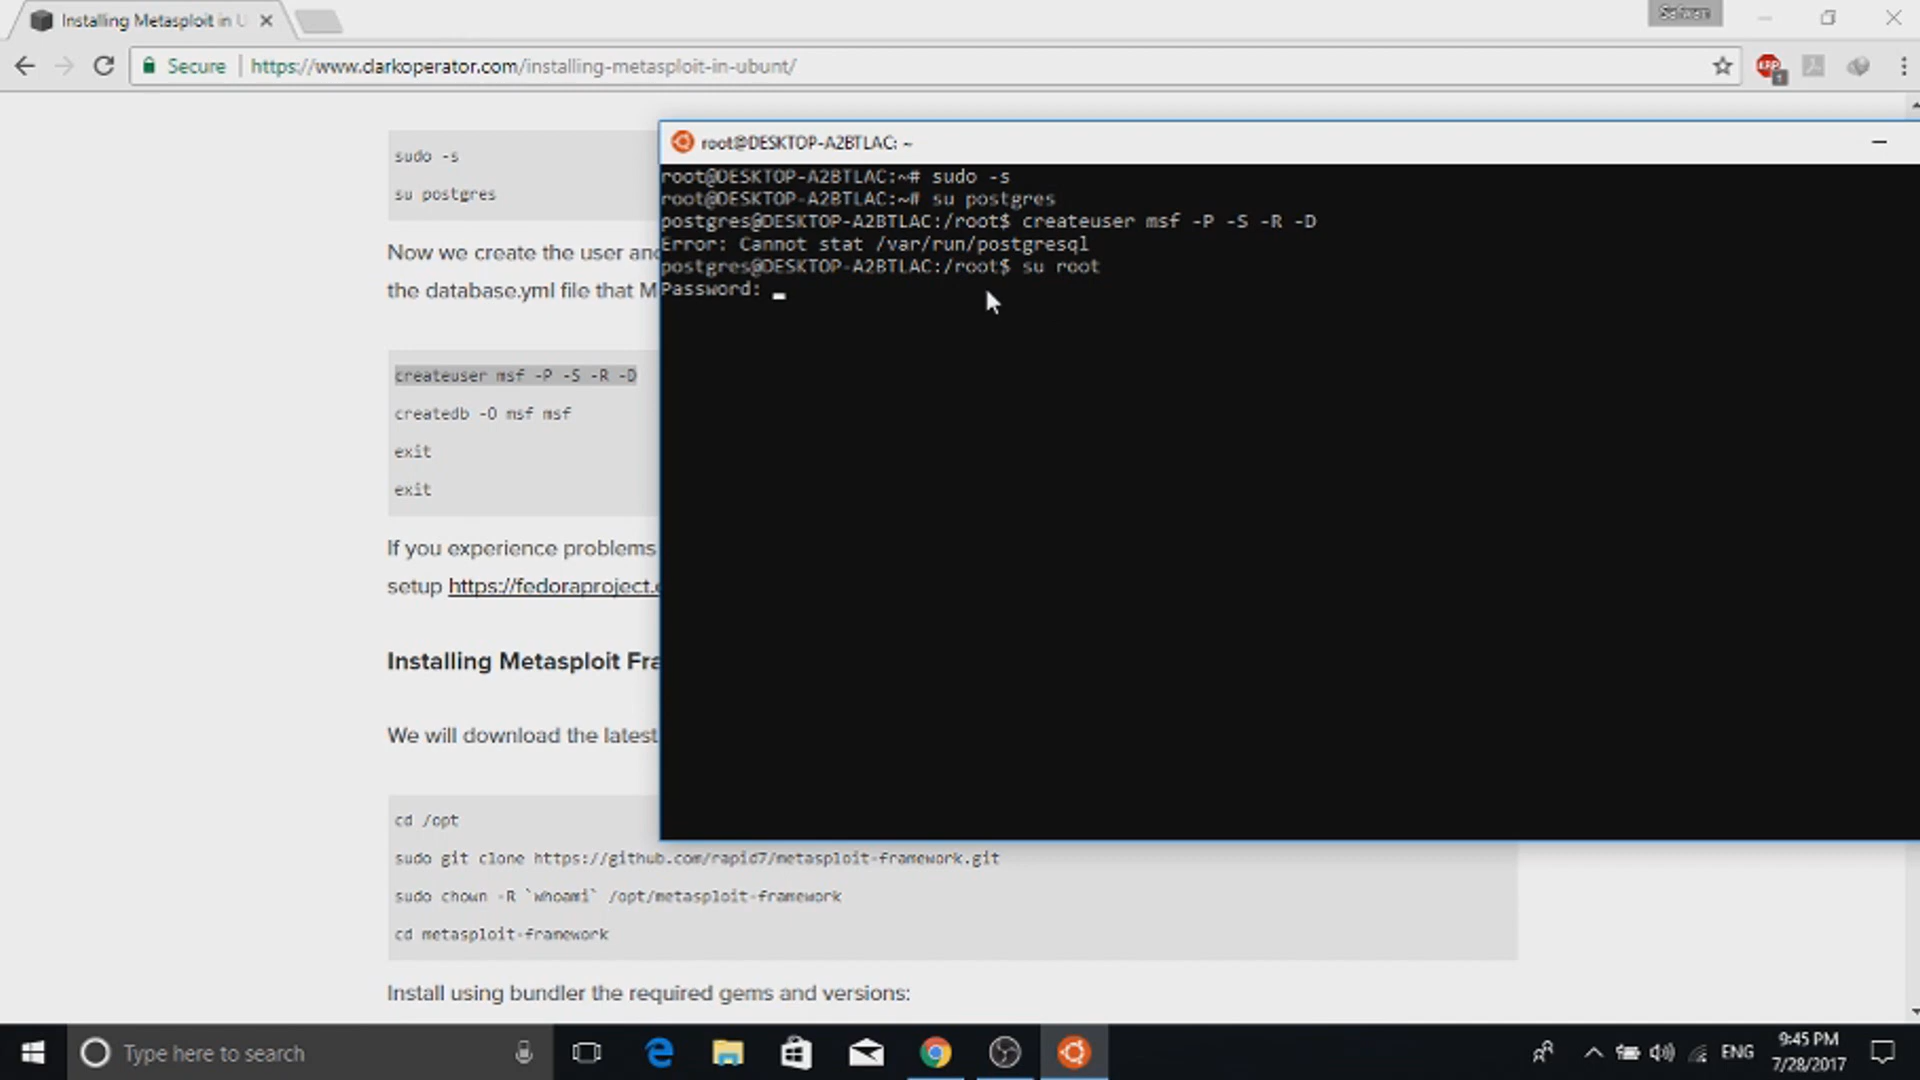 Installing Metasploit in U
Secure
https://www.darkoperator.com/installing-metasploit-in-ubunt/
1
sudo -s
su postgres
Now we create the user and
the database.yml file that M
createuser msf -P -S -R -D
createdb -O msf msf
exit
exit
If you experience problems
setup https://fedoraproject.
Installing Metasploit Fra
We will download the latest
cd /opt
sudo git clone https://github.com/rapid7/metasploit-framework.git
sudo chown -R `whoami` /opt/metasploit-framework
cd metasploit-framework
Install using bundler the required gems and versions:
root@DESKTOP-A2BTLAC: ~
root@DESKTOP-A2BTLAC:~# sudo -s
root@DESKTOP-A2BTLAC:~# su postgres
postgres@DESKTOP-A2BTLAC:/root$ createuser msf -P -S -R -D
Error: Cannot stat /var/run/postgresql
postgres@DESKTOP-A2BTLAC:/root$ su root
Password:
Type here to search
ENG
9:45 PM
7/28/2017